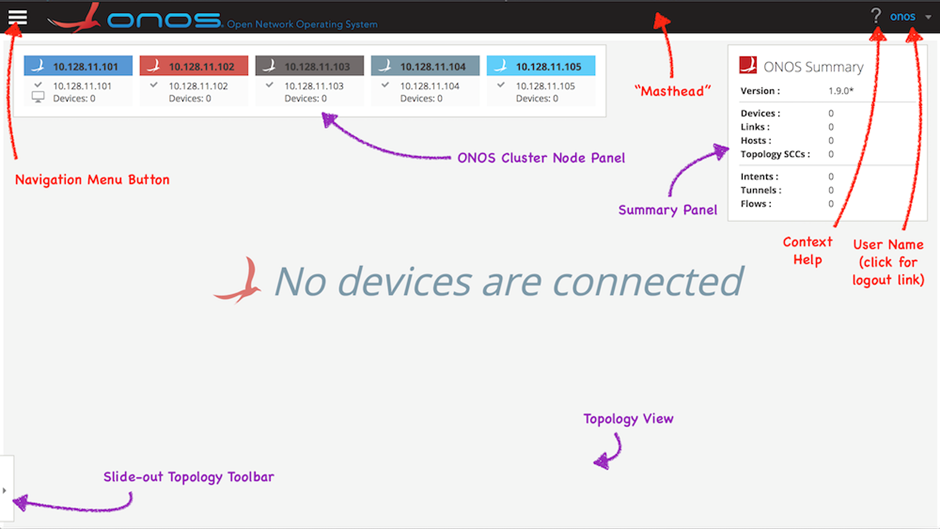 onos. Open Network Operating System
? onos
10.128.11.101
10.128.11.101
Devices: 0
10.128.11.102
10.128.11.102
Devices: 0
10.128.11.103
10.128.11.103
Devices: 0
10.128.11.104
10.128.11.104
Devices: 0
10.128.11.105
10.128.11.105
Devices: 0
"Masthead"
ONOS Summary
Version : 1.9.0*
Devices : 0
Links : 0
Hosts : 0
Topology SCCs : 0
Intents : 0
Tunnels : 0
Flows : 0
ONOS Cluster Node Panel
Navigation Menu Button
Summary Panel
Context
Help
User Name
(click for
logout link)
No devices are connected
Topology View
Slide-out Topology Toolbar